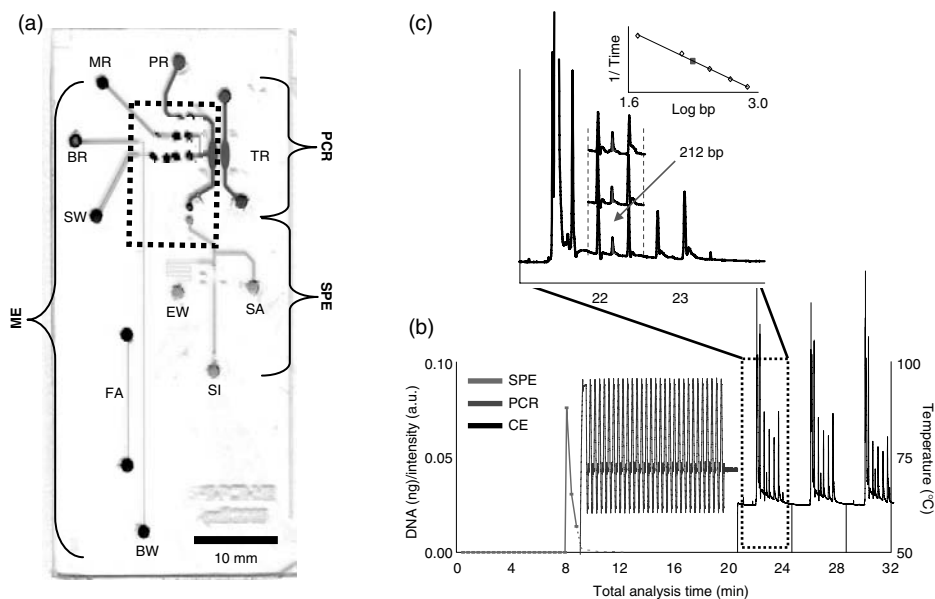 (a)
MR
PR
BR
TR
SW
PCR
EW
SA
SPE
ME
SI
FA
BW
10 mm
(c)
1/ Time
1.6
3.0
Log bp
212 bp
22
23
(b)
0.10
0.05
0.00
DNA (ng)/intensity (a.u.)
SPE
PCR
CE
100
75
50
Temperature (°C)
0
4
8
12
16
20
24
28
32
Total analysis time (min)